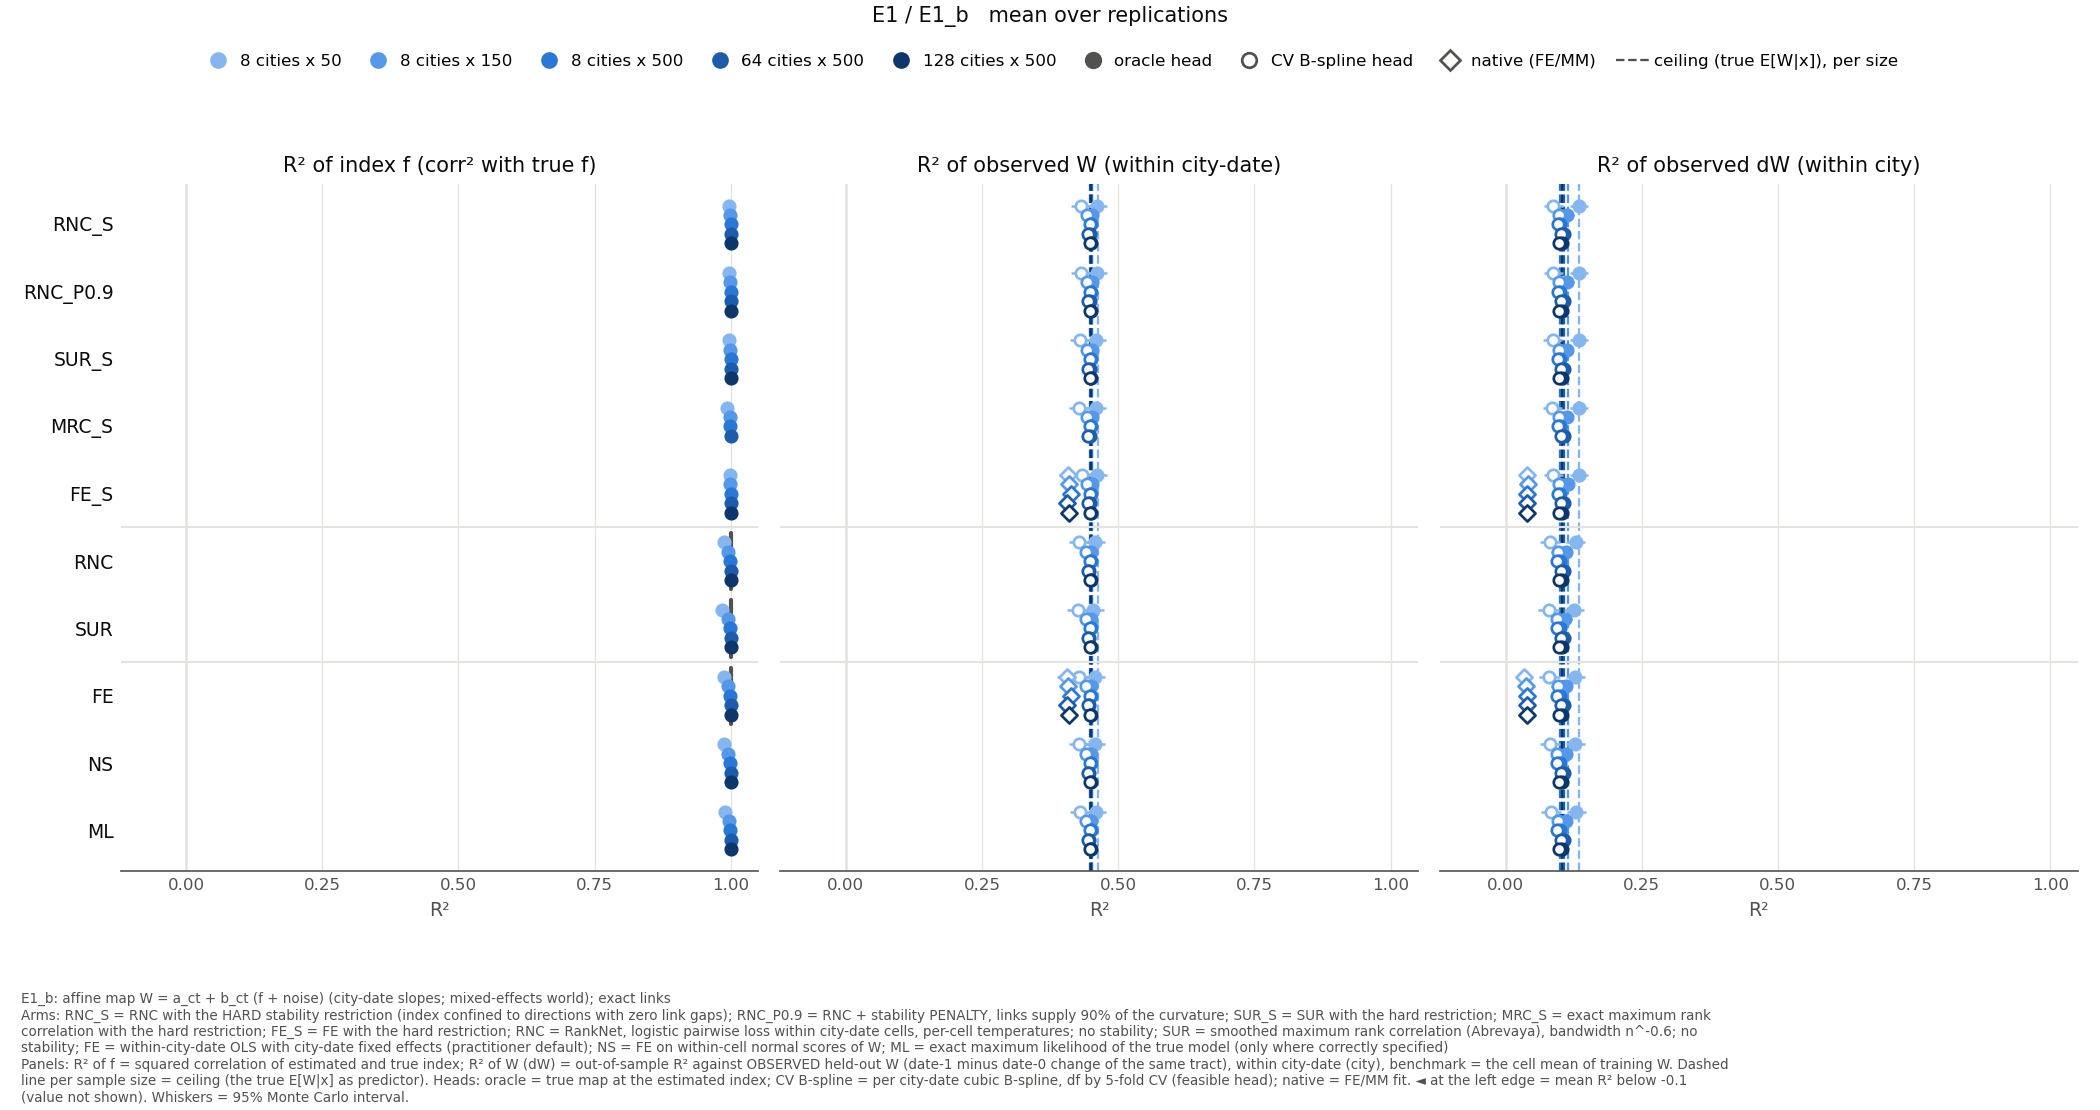 E1 / E1_b   mean over replications
8 cities x 50   8 cities x 150   8 cities x 500   64 cities x 500   128 cities x 500   oracle head   CV B-spline head   native (FE/MM)   ceiling (true E[W|x]), per size
R² of index f (corr² with true f)   R² of observed W (within city-date)   R² of observed dW (within city)
RNC_S
RNC_P0.9
SUR_S
MRC_S
FE_S
RNC
SUR
FE
NS
ML
0.00   0.25   0.50   0.75   1.00   0.00   0.25   0.50   0.75   1.00   0.00   0.25   0.50   0.75   1.00
R²   R²   R²
E1_b: affine map W = a_ct + b_ct (f + noise) (city-date slopes; mixed-effects world); exact links
Arms: RNC_S = RNC with the HARD stability restriction (index confined to directions with zero link gaps); RNC_P0.9 = RNC + stability PENALTY, links supply 90% of the curvature; SUR_S = SUR with the hard restriction; MRC_S = exact maximum rank
correlation with the hard restriction; FE_S = FE with the hard restriction; RNC = RankNet, logistic pairwise loss within city-date cells, per-cell temperatures; no stability; SUR = smoothed maximum rank correlation (Abrevaya), bandwidth n^-0.6; no
stability; FE = within-city-date OLS with city-date fixed effects (practitioner default); NS = FE on within-cell normal scores of W; ML = exact maximum likelihood of the true model (only where correctly specified)
Panels: R² of f = squared correlation of estimated and true index; R² of W (dW) = out-of-sample R² against OBSERVED held-out W (date-1 minus date-0 change of the same tract), within city-date (city), benchmark = the cell mean of training W. Dashed
line per sample size = ceiling (the true E[W|x] as predictor). Heads: oracle = true map at the estimated index; CV B-spline = per city-date cubic B-spline, df by 5-fold CV (feasible head); native = FE/MM fit. ◄ at the left edge = mean R² below -0.1
(value not shown). Whiskers = 95% Monte Carlo interval.